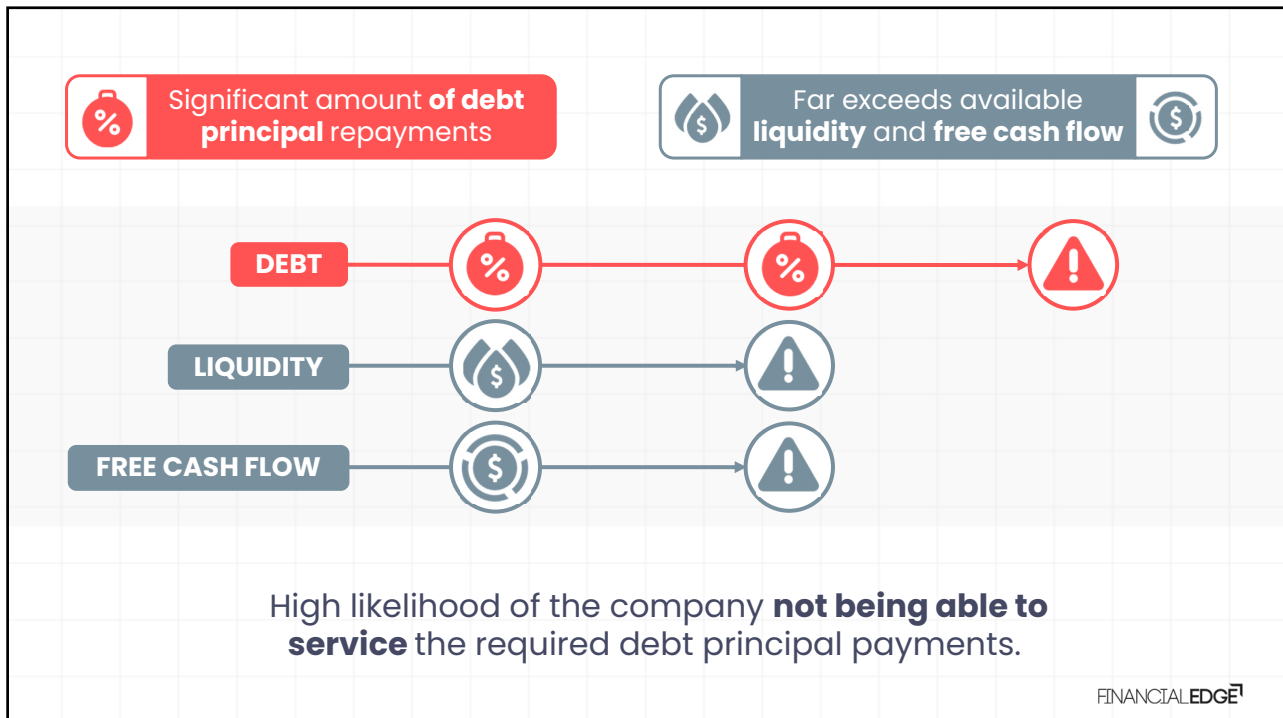 Significant amount of debt
principal repayments
Far exceeds available
liquidity and free cash flow
DEBT
LIQUIDITY
FREE CASH FLOW
High likelihood of the company not being able to
service the required debt principal payments.
FINANCIALEDGE